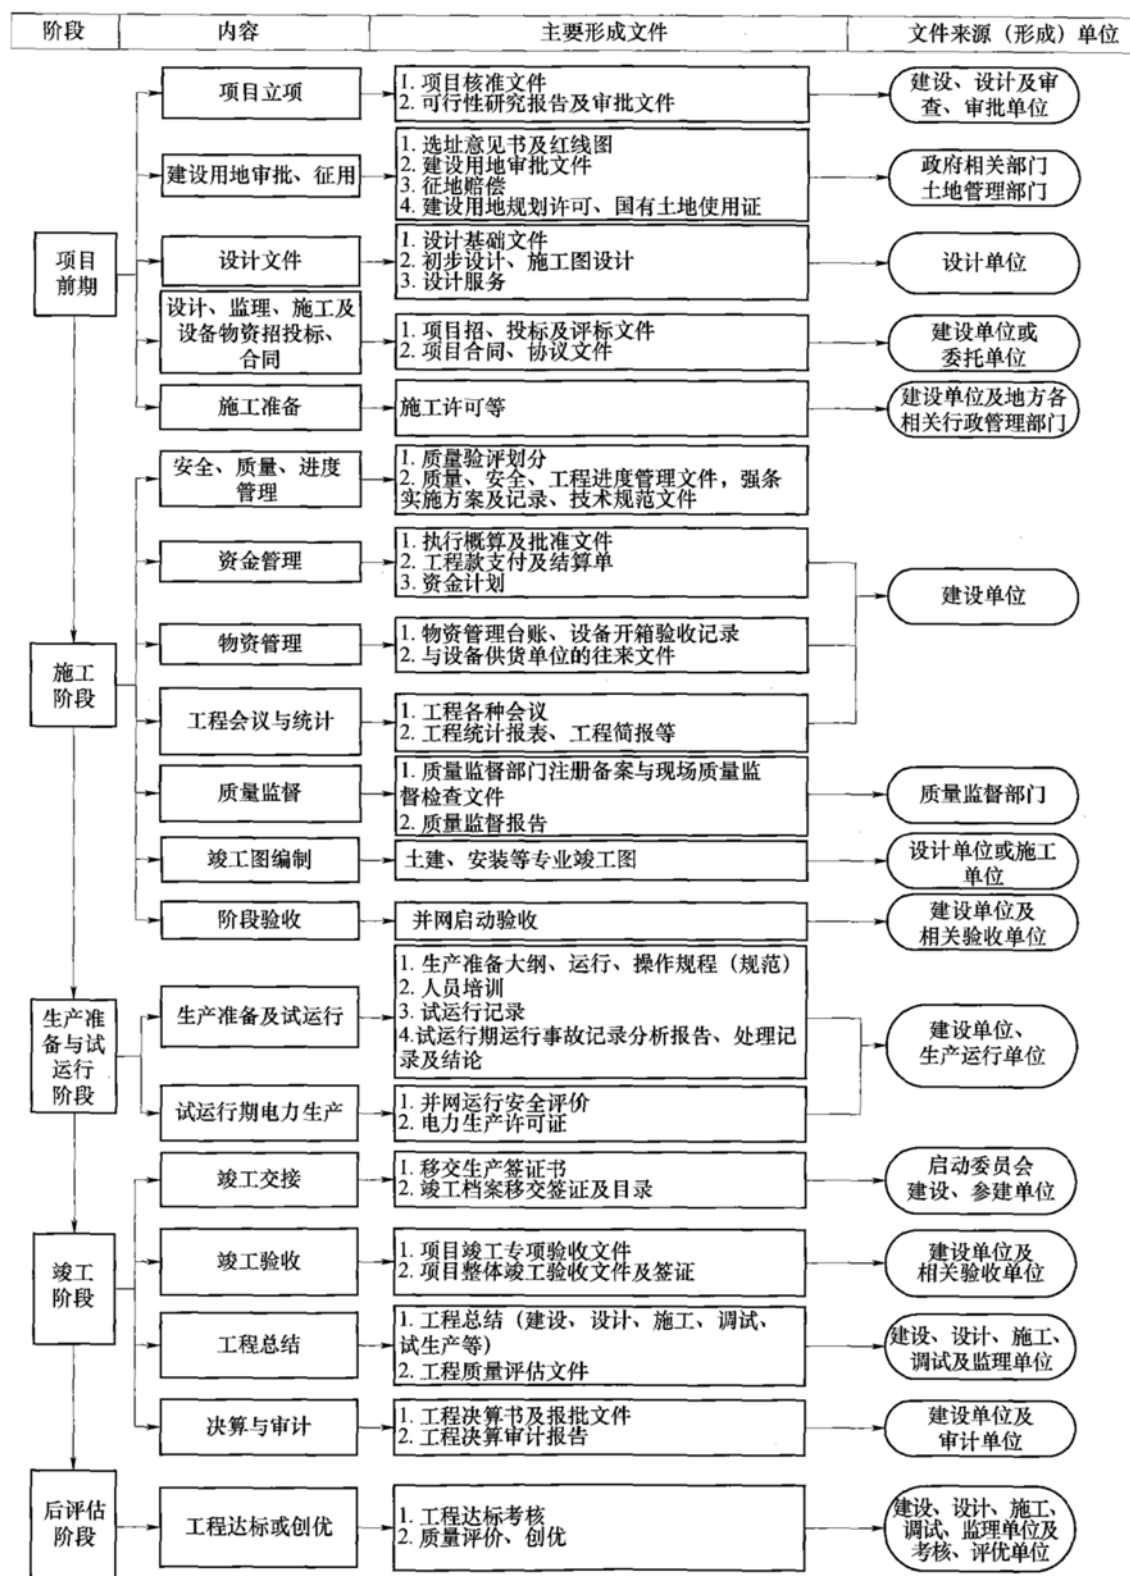 阶段 内容 主要形成文件 文件来源（形成）单位
项目
前期
项目立项
1. 项目核准文件
2. 可行性研究报告及审批文件
建设、设计及审
查、审批单位
建设用地审批、征用
1. 选址意见书及红线图
2. 建设用地审批文件
3. 征地赔偿
4. 建设用地规划许可、国有土地使用证
政府相关部门
土地管理部门
设计文件
1. 设计基础文件
2. 初步设计、施工图设计
3. 设计服务
设计单位
设计、监理、施工及
设备物资招投标、
合同
1. 项目招、投标及评标文件
2. 项目合同、协议文件
建设单位或
委托单位
施工准备
施工许可等
建设单位及地方各
相关行政管理部门
施工
阶段
安全、质量、进度
管理
1. 质量验评划分
2. 质量、安全、工程进度管理文件，强条
实施方案及记录、技术规范文件
资金管理
1. 执行概算及批准文件
2. 工程款支付及结算单
3. 资金计划
建设单位
物资管理
1. 物资管理台账、设备开箱验收记录
2. 与设备供货单位的往来文件
工程会议与统计
1. 工程各种会议
2. 工程统计报表、工程简报等
质量监督
1. 质量监督部门注册备案与现场质量监
督检查文件
2. 质量监督报告
质量监督部门
竣工图编制
土建、安装等专业竣工图
设计单位或施工
单位
阶段验收
并网启动验收
建设单位及
相关验收单位
生产准
备与试
运行
阶段
生产准备及试运行
1. 生产准备大纲、运行、操作规程（规范）
2. 人员培训
3. 试运行记录
4.试运行期运行事故记录分析报告、处理记
录及结论
建设单位、
生产运行单位
试运行期电力生产
1. 并网运行安全评价
2. 电力生产许可证
竣工
阶段
竣工交接
1. 移交生产签证书
2. 竣工档案移交签证及目录
启动委员会
建设、参建单位
竣工验收
1. 项目竣工专项验收文件
2. 项目整体竣工验收文件及签证
建设单位及
相关验收单位
工程总结
1. 工程总结（建设、设计、施工、调试、
试生产等）
2. 工程质量评估文件
建设、设计、施工、
调试及监理单位
决算与审计
1. 工程决算书及报批文件
2. 工程决算审计报告
建设单位及
审计单位
后评估
阶段
工程达标或创优
1. 工程达标考核
2. 质量评价、创优
建设、设计、施工、
调试、监理单位及
考核、评优单位